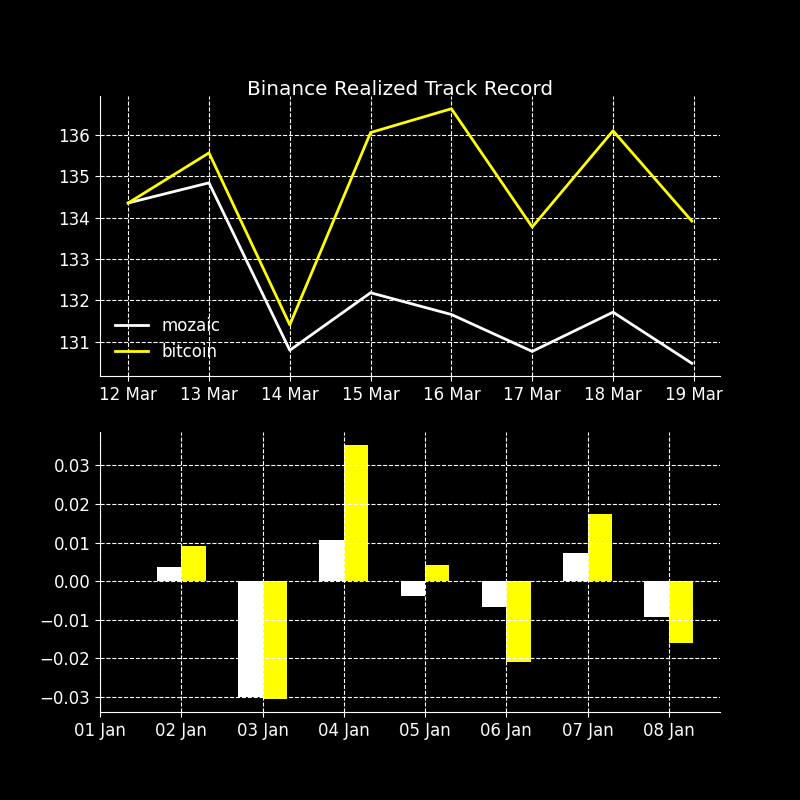 Binance Realized Track Record
136
135
134
133
132
131
mozaic
bitcoin
12 Mar 13 Mar 14 Mar 15 Mar 16 Mar 17 Mar 18 Mar 19 Mar
0.03
0.02
0.01
0.00
−0.01
−0.02
−0.03
01 Jan 02 Jan 03 Jan 04 Jan 05 Jan 06 Jan 07 Jan 08 Jan